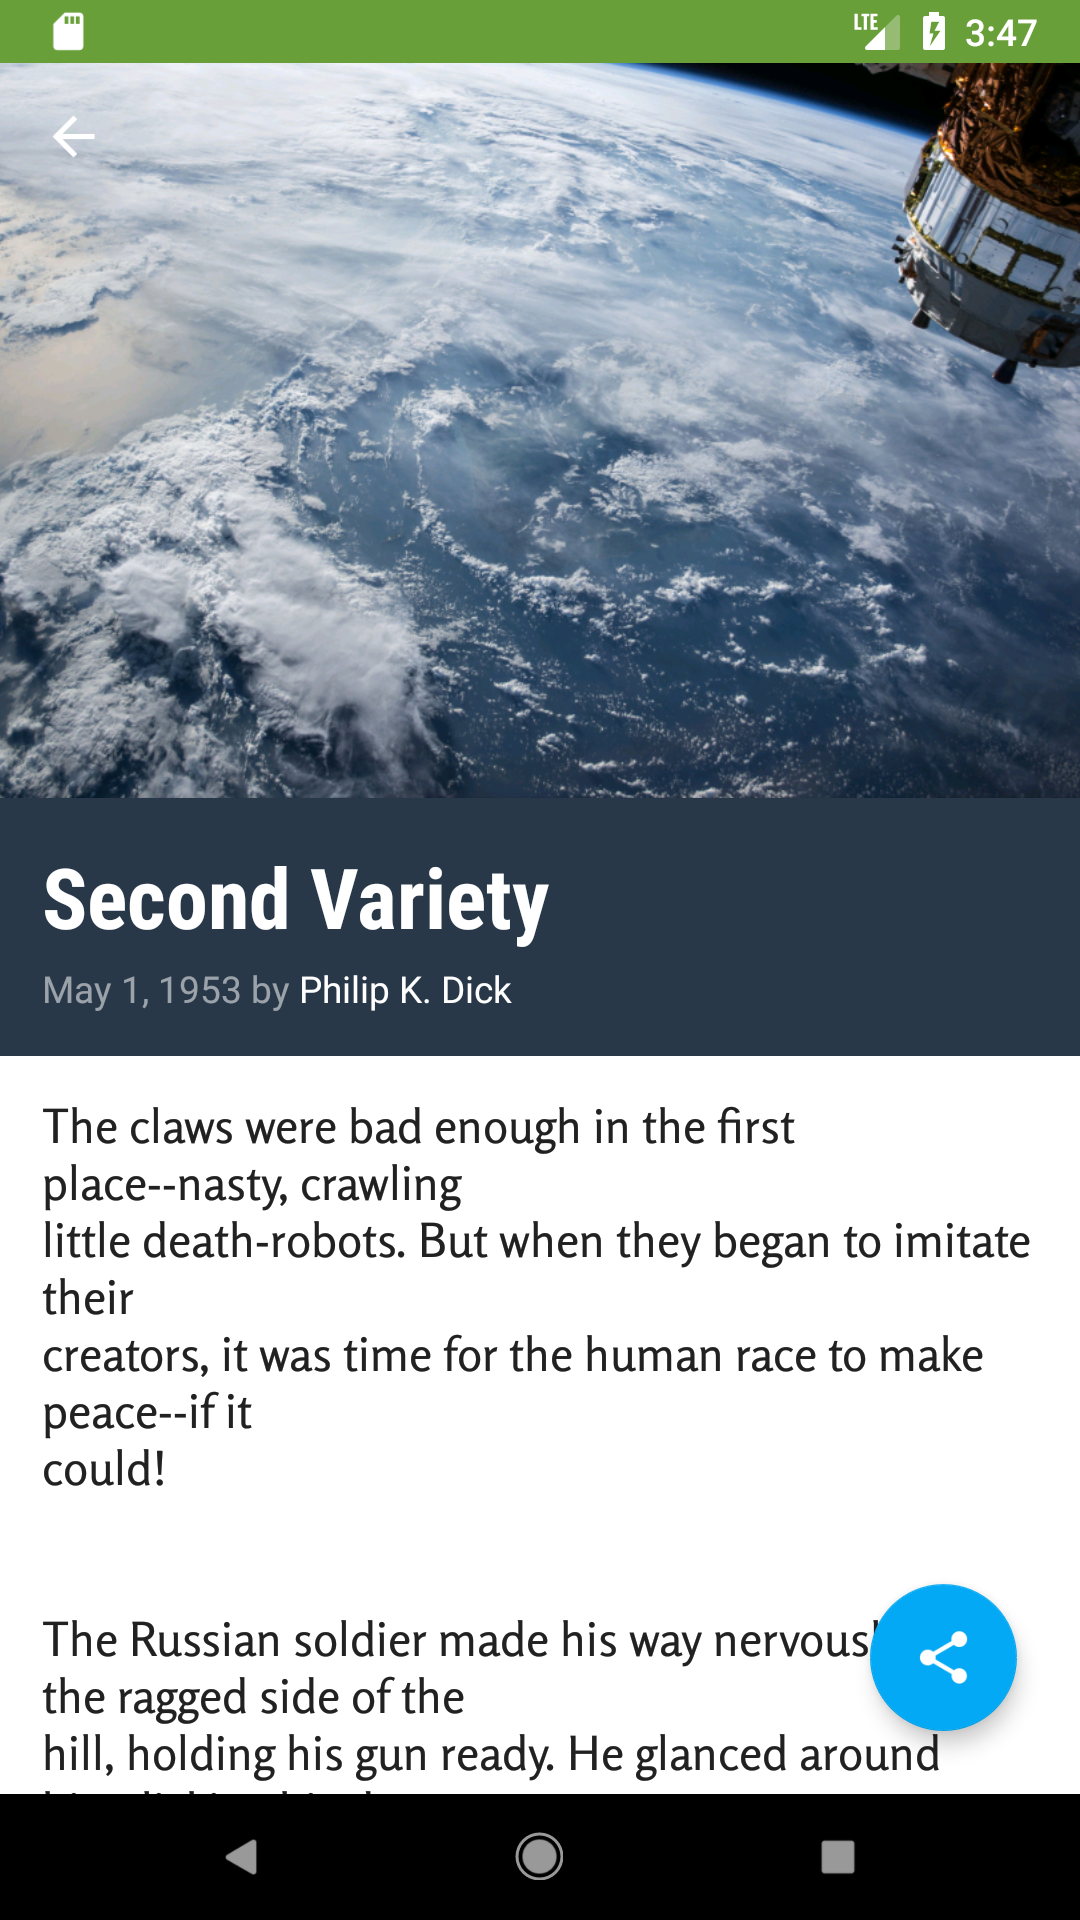 LTE 3:47
Second Variety
May 1, 1953 by Philip K. Dick
The claws were bad enough in the first
place--nasty, crawling
little death-robots. But when they began to imitate
their
creators, it was time for the human race to make
peace--if it
could!
The Russian soldier made his way
the ragged side of the
hill, holding his gun ready. He glanced around